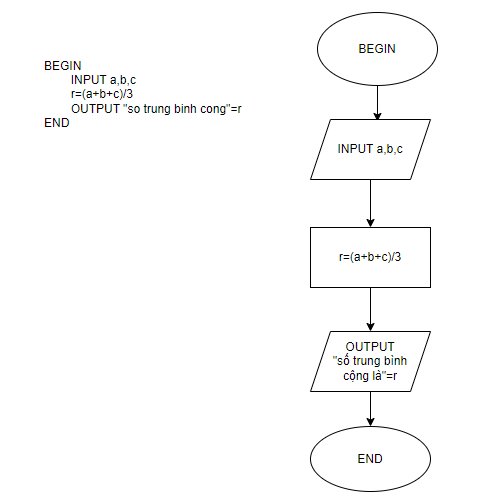 BEGIN
INPUT a,b,c
r=(a+b+c)/3
OUTPUT "so trung binh cong"=r
END
BEGIN
INPUT a,b,c
r=(a+b+c)/3
OUTPUT
"số trung bình
cộng là"=r
END